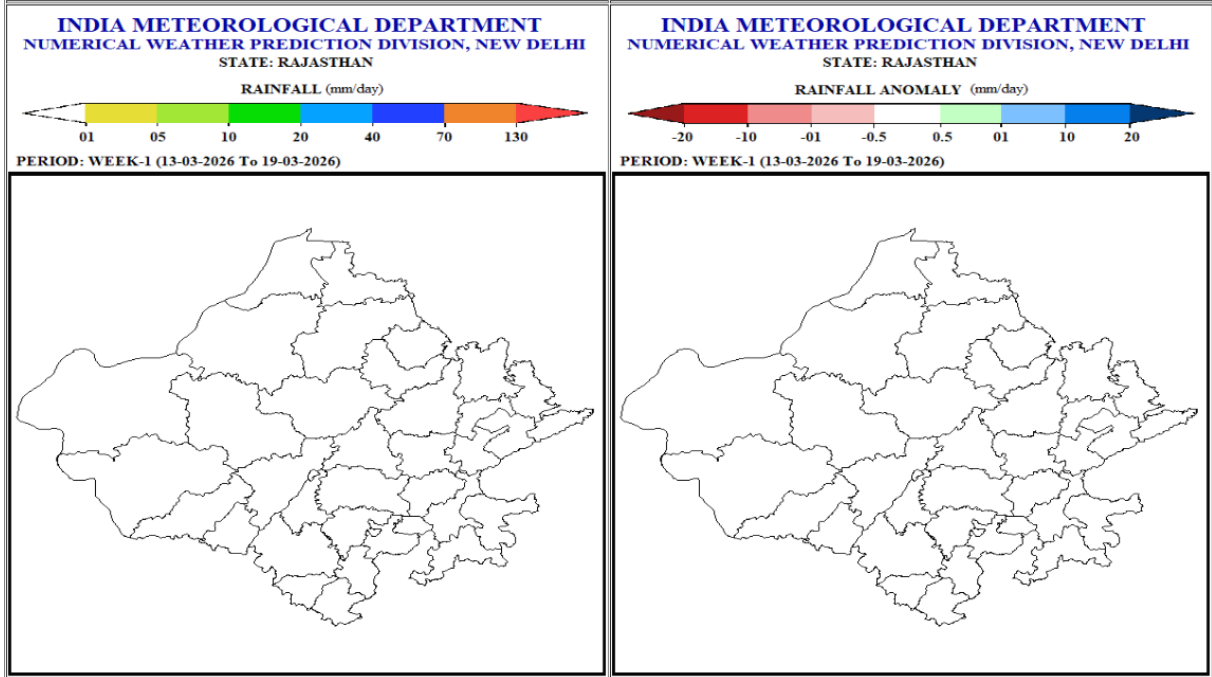 INDIA METEOROLOGICAL DEPARTMENT
NUMERICAL WEATHER PREDICTION DIVISION, NEW DELHI
STATE: RAJASTHAN
RAINFALL (mm/day)
01 05 10 20 40 70 130
PERIOD: WEEK-1 (13-03-2026 To 19-03-2026)
INDIA METEOROLOGICAL DEPARTMENT
NUMERICAL WEATHER PREDICTION DIVISION, NEW DELHI
STATE: RAJASTHAN
RAINFALL ANOMALY (mm/day)
-20 -10 -01 -0.5 0.5 01 10 20
PERIOD: WEEK-1 (13-03-2026 To 19-03-2026)